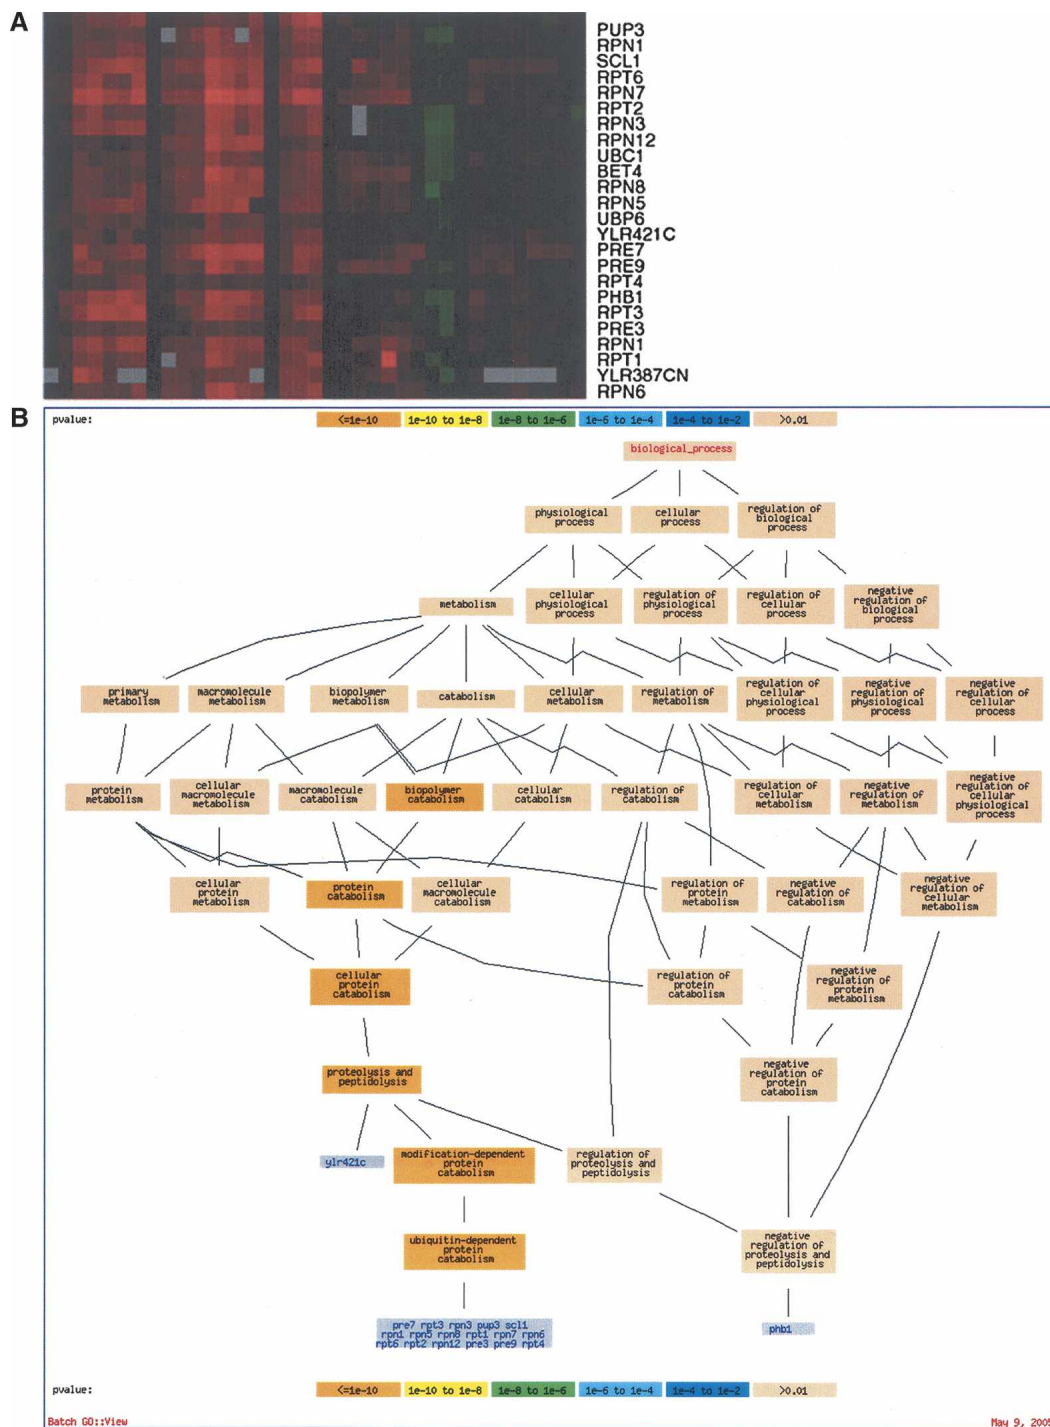 A
PUP3
RPN1
SCL1
RPT6
RPN7
RPT2
RPN3
RPN12
UBC1
BET4
RPN8
RPN5
UBP6
YLR421C
PRE7
PRE9
RPT4
PHB1
RPT3
PRE3
RPN1
RPT1
YLR387CN
RPN6
B
pvalue: <=1e-10 1e-10 to 1e-8 1e-8 to 1e-6 1e-6 to 1e-4 1e-4 to 1e-2 >0.01
biological_process
physiological
process
cellular
process
regulation of
biological
process
metabolism
cellular
physiological
process
regulation of
physiological
process
regulation of
cellular
process
negative
regulation of
biological
process
primary
metabolism
macromolecule
metabolism
biopolymer
metabolism
catabolism
cellular
metabolism
regulation of
metabolism
regulation of
cellular
physiological
process
negative
regulation of
physiological
process
negative
regulation of
cellular
process
protein
metabolism
cellular
macromolecule
metabolism
macromolecule
catabolism
biopolymer
catabolism
cellular
catabolism
regulation of
catabolism
regulation of
cellular
metabolism
negative
regulation of
metabolism
negative
regulation of
cellular
physiological
process
cellular
protein
metabolism
protein
catabolism
cellular
macromolecule
catabolism
regulation of
protein
metabolism
negative
regulation of
catabolism
negative
regulation of
cellular
metabolism
cellular
protein
catabolism
regulation of
protein
catabolism
negative
regulation of
protein
metabolism
proteolysis and
peptidolysis
negative
regulation of
protein
catabolism
ylr421c
modification-dependent
protein
catabolism
regulation of
proteolysis and
peptidolysis
ubiquitin-dependent
protein
catabolism
negative
regulation of
proteolysis and
peptidolysis
pre7 rpt3 rpn3 pup3 scl1
rpn1 rpn5 rpn8 rpt1 rpn7 rpn6
rpt6 rpt2 rpn12 pre3 pre9 rpt4
phb1
pvalue: <=1e-10 1e-10 to 1e-8 1e-8 to 1e-6 1e-6 to 1e-4 1e-4 to 1e-2 >0.01
Batch GO::View May 9, 2005